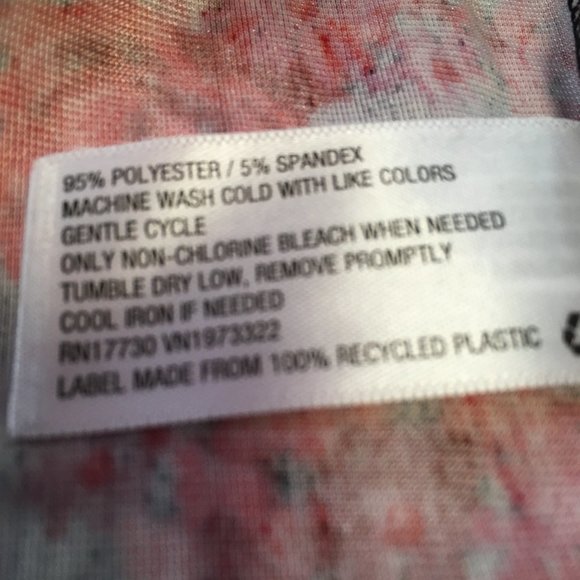 95% POLYESTER / 5% SPANDEX
MACHINE WASH COLD WITH LIKE COLORS
GENTLE CYCLE
ONLY NON-CHLORINE BLEACH WHEN NEEDED
TUMBLE DRY LOW, REMOVE PROMPTLY
COOL IRON IF NEEDED
RN17730 VN1973322
LABEL MADE FROM 100% RECYCLED PLASTIC